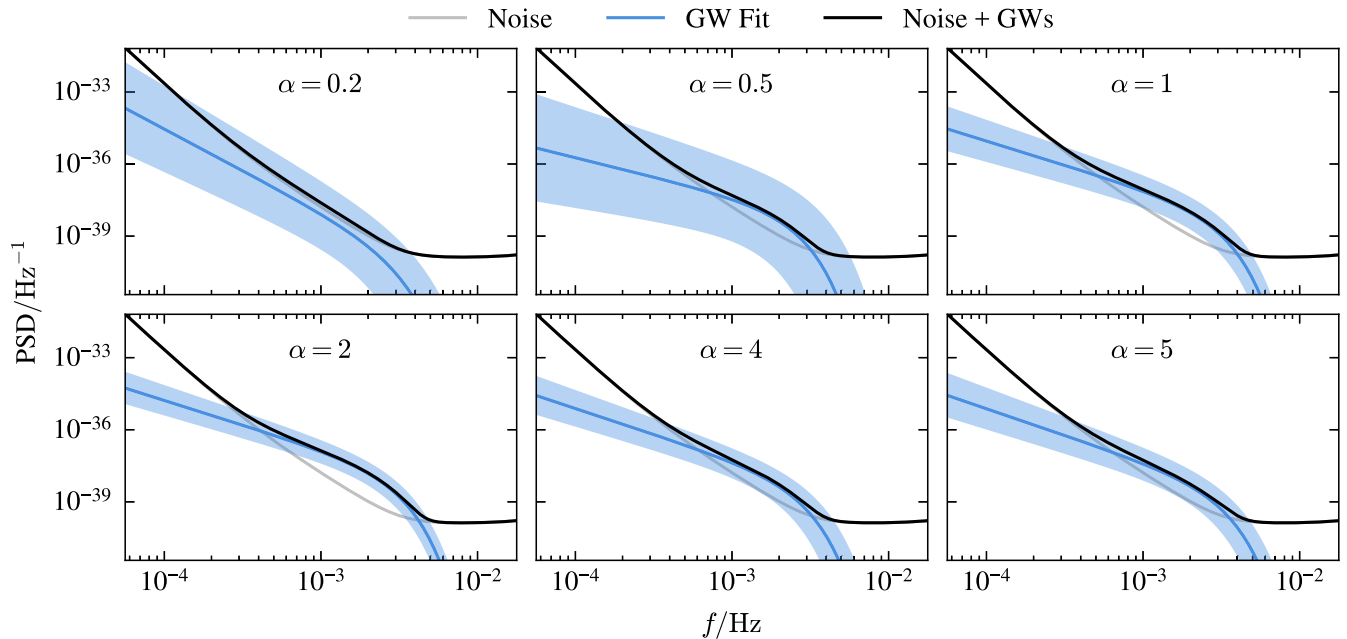 Noise GW Fit Noise + GWs
α = 0.2 α = 0.5 α = 1
10⁻³³
10⁻³⁶
10⁻³⁹
PSD/Hz⁻¹
α = 2 α = 4 α = 5
10⁻³³
10⁻³⁶
10⁻³⁹
10⁻⁴ 10⁻³ 10⁻² 10⁻⁴ 10⁻³ 10⁻² 10⁻⁴ 10⁻³ 10⁻²
f/Hz